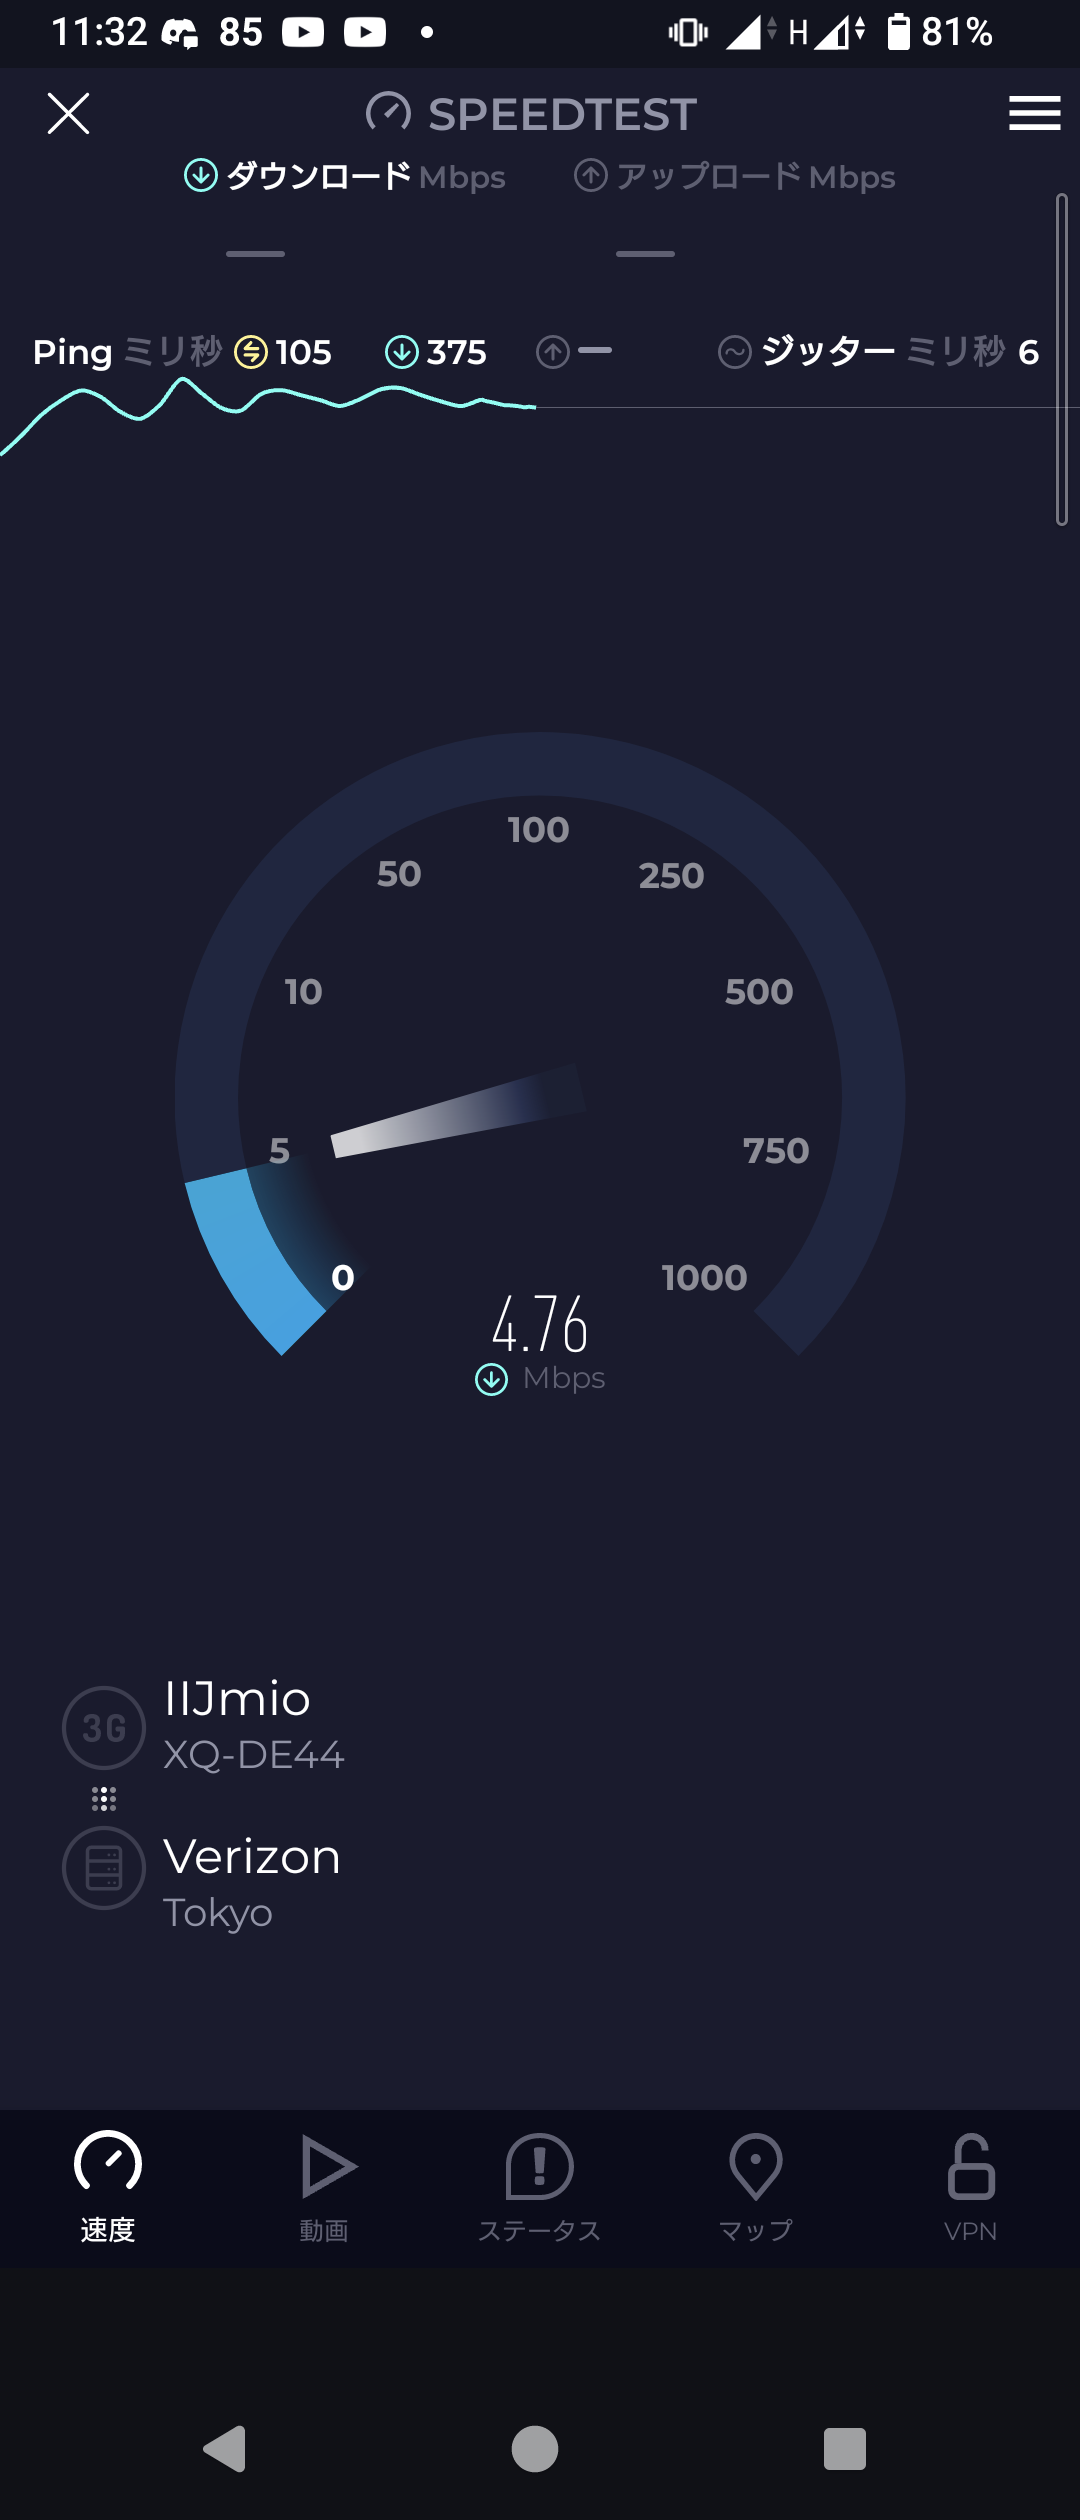 11:32 85 H 81%
SPEEDTEST
ダウンロード Mbps アップロード Mbps
Ping ミリ秒 105 375 ジッター ミリ秒 6
100
50 250
10 500
5 750
0 1000
4.76
Mbps
3G IIJmio
XQ-DE44
Verizon
Tokyo
速度 動画 ステータス マップ VPN